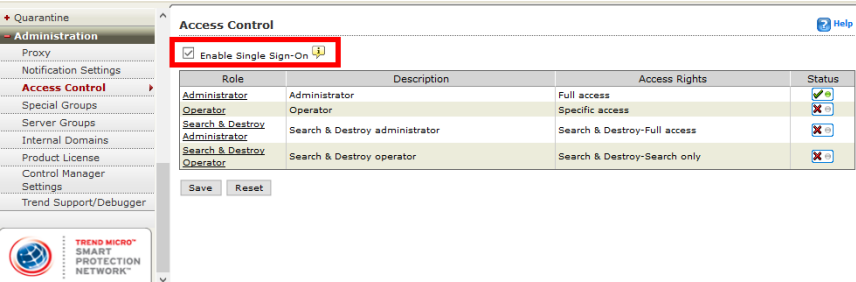 Quarantine
Administration
Proxy
Notification Settings
Access Control
Special Groups
Server Groups
Internal Domains
Product License
Control Manager
Settings
Trend Support/Debugger
TREND MICRO™
SMART
PROTECTION
NETWORK™
Access Control
Help
Enable Single Sign-On
Role Description Access Rights Status
Administrator Administrator Full access
Operator Operator Specific access
Search & Destroy
Administrator Search & Destroy administrator Search & Destroy-Full access
Search & Destroy
Operator Search & Destroy operator Search & Destroy-Search only
Save Reset